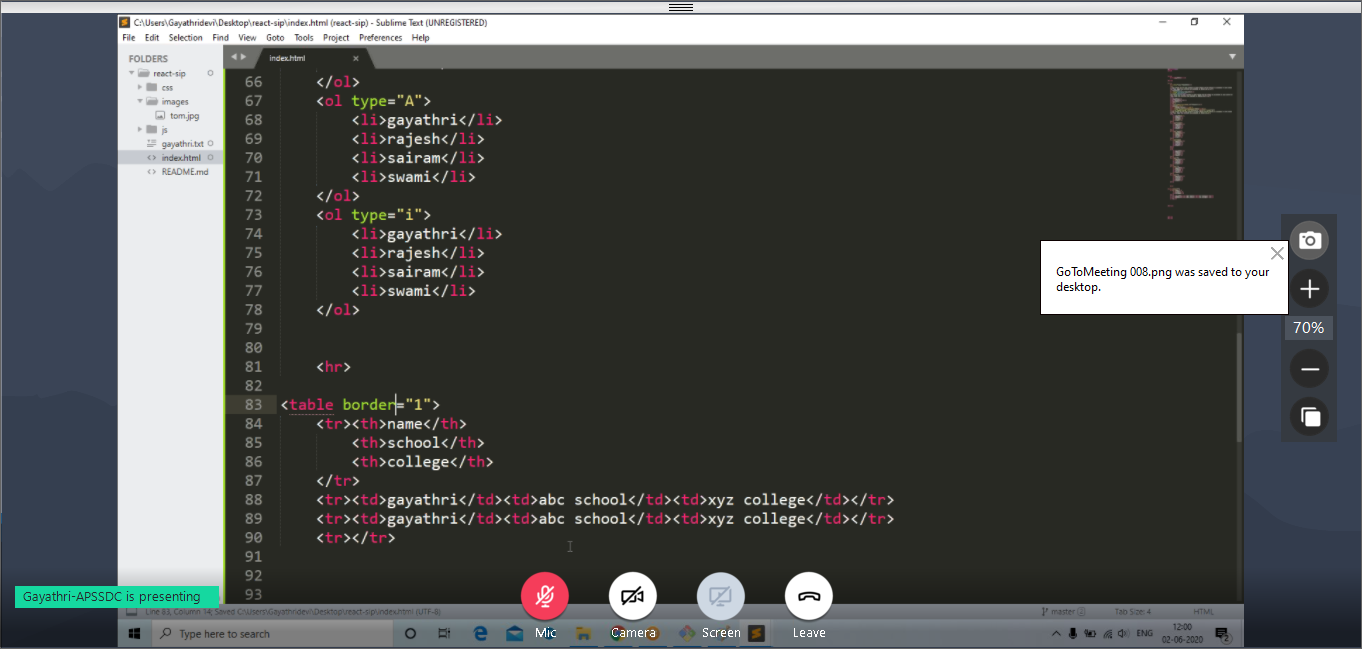 C:\Users\Gayathridevi\Desktop\react-sip\index.html (react-sip) - Sublime Text (UNREGISTERED)
File Edit Selection Find View Goto Tools Project Preferences Help
FOLDERS
react-sip
css
images
tom.jpg
js
gayathri.txt
index.html
README.md
index.html
66 </ol>
67 <ol type="A">
68 <li>gayathri</li>
69 <li>rajesh</li>
70 <li>sairam</li>
71 <li>swami</li>
72 </ol>
73 <ol type="i">
74 <li>gayathri</li>
75 <li>rajesh</li>
76 <li>sairam</li>
77 <li>swami</li>
78 </ol>
79
80
81 <hr>
82
83 <table border="1">
84 <tr><th>name</th>
85 <th>school</th>
86 <th>college</th>
87 </tr>
88 <tr><td>gayathri</td><td>abc school</td><td>xyz college</td></tr>
89 <tr><td>gayathri</td><td>abc school</td><td>xyz college</td></tr>
90 <tr></tr>
91
92
93
GoToMeeting 008.png was saved to your
desktop.
70%
Gayathri-APSSDC is presenting
Line 83, Column 14; Saved C:\Users\Gayathridevi\Desktop\react-sip\index.html (UTF-8)
master 2 Tab Size: 4 HTML
Type here to search
Mic Camera Screen Leave
ENG
12:00
02-06-2020
2